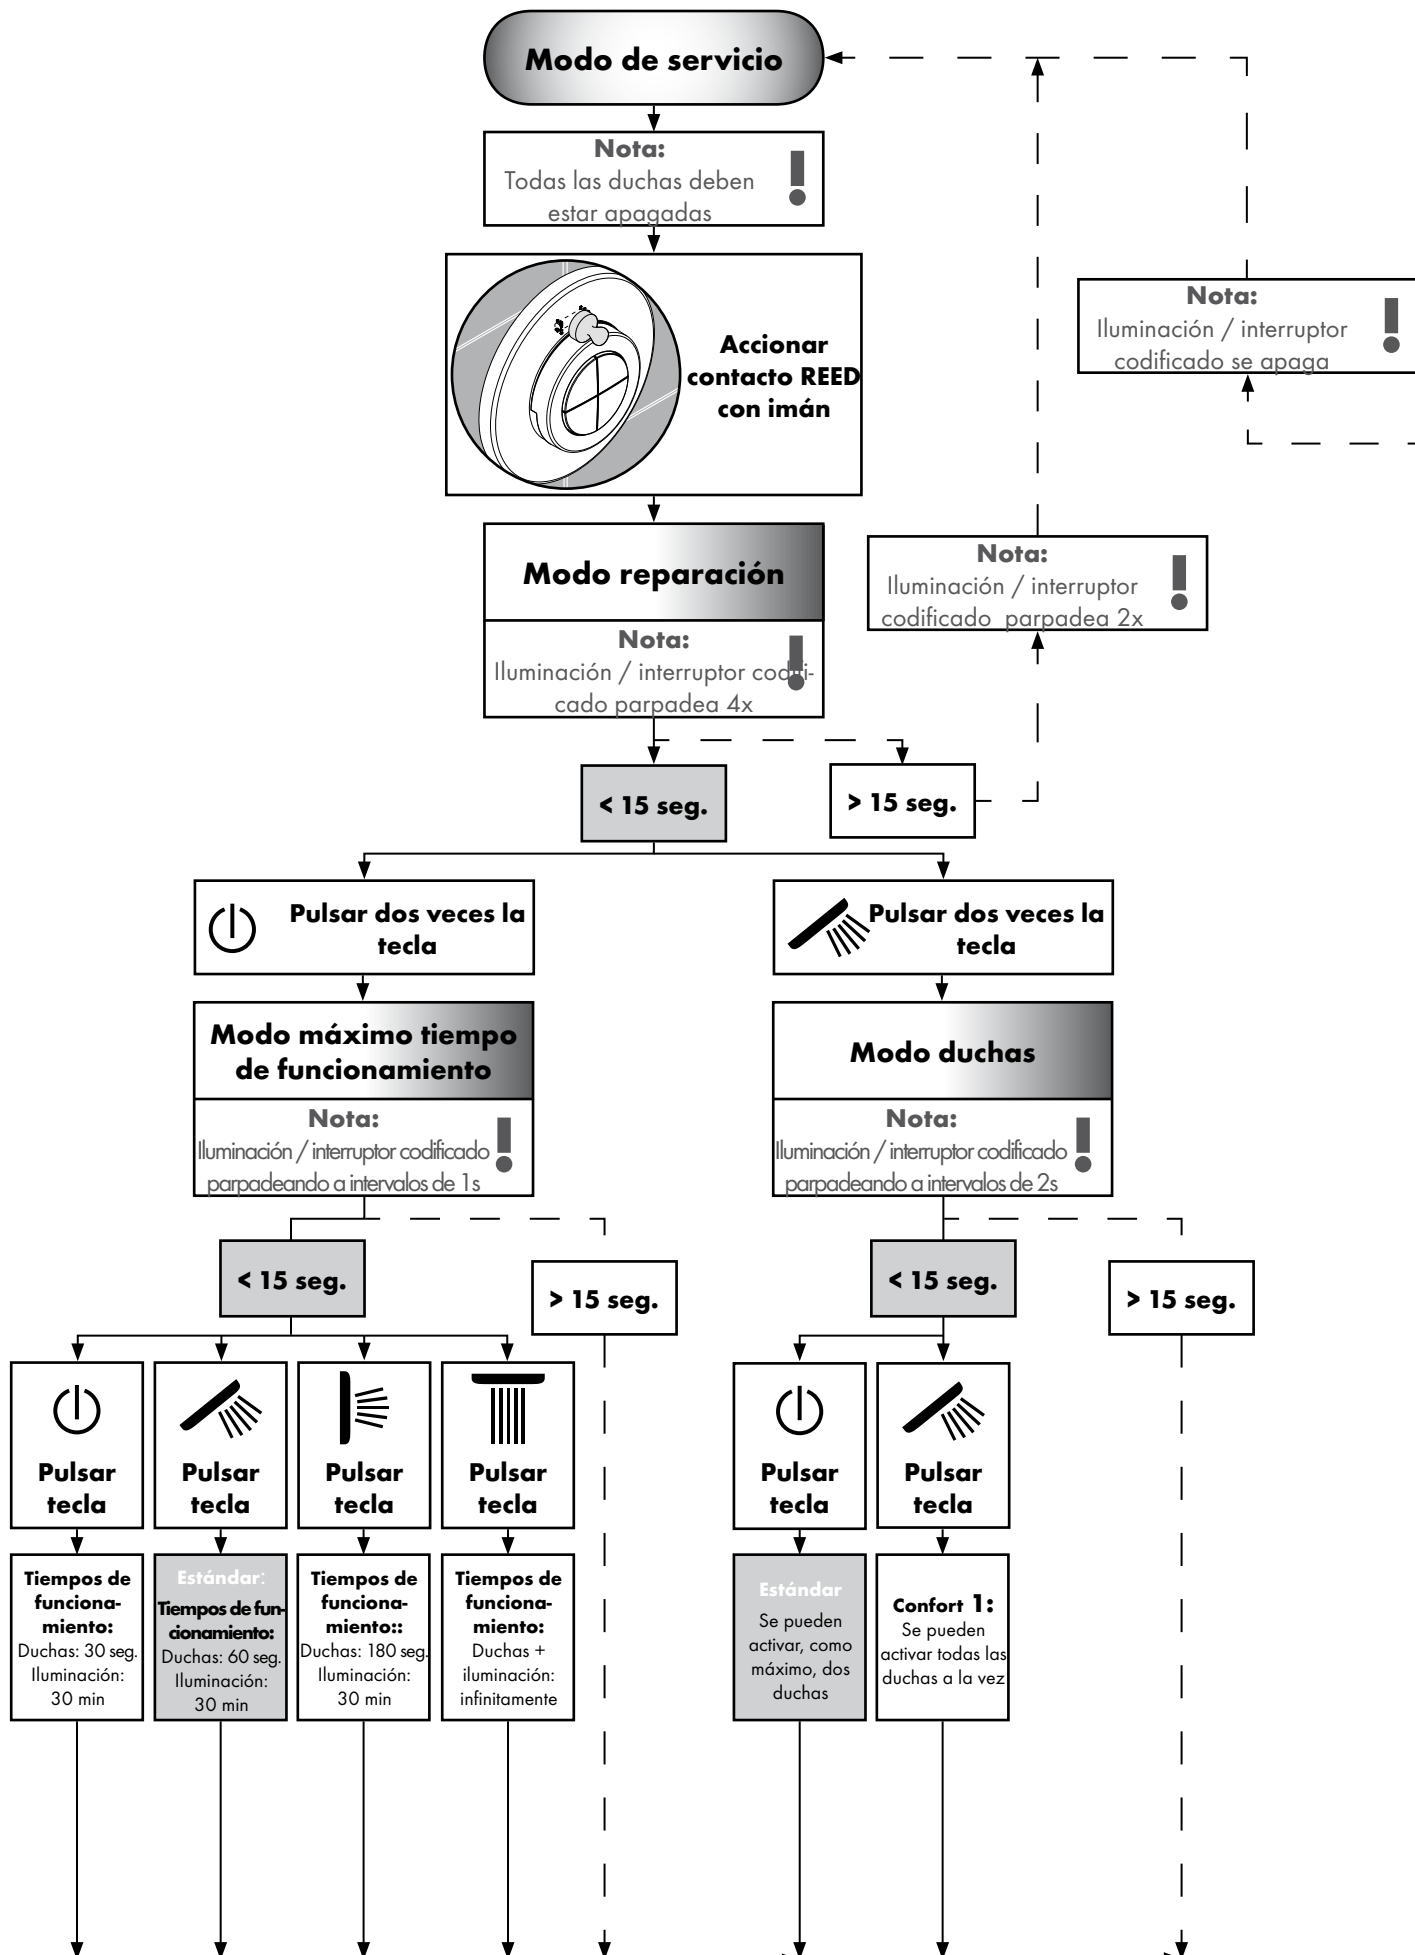 Modo de servicio
Nota:
Todas las duchas deben
estar apagadas
Accionar
contacto REED
con imán
Nota:
Iluminación / interruptor
codificado se apaga
Modo reparación
Nota:
Iluminación / interruptor codifi-
cado parpadea 4x
Nota:
Iluminación / interruptor
codificado parpadea 2x
< 15 seg.
> 15 seg.
Pulsar dos veces la
tecla
Pulsar dos veces la
tecla
Modo máximo tiempo
de funcionamiento
Nota:
Iluminación / interruptor codificado
parpadeando a intervalos de 1s
Modo duchas
Nota:
Iluminación / interruptor codificado
parpadeando a intervalos de 2s
< 15 seg.
> 15 seg.
< 15 seg.
> 15 seg.
Pulsar
tecla
Pulsar
tecla
Pulsar
tecla
Pulsar
tecla
Pulsar
tecla
Pulsar
tecla
Tiempos de
funciona-
miento:
Duchas: 30 seg.
Iluminación:
30 min
Estándar:
Tiempos de fun-
cionamiento:
Duchas: 60 seg.
Iluminación:
30 min
Tiempos de
funciona-
miento::
Duchas: 180 seg.
Iluminación:
30 min
Tiempos de
funciona-
miento:
Duchas +
iluminación:
infinitamente
Estándar
Se pueden
activar, como
máximo, dos
duchas
Confort 1:
Se pueden
activar todas las
duchas a la vez